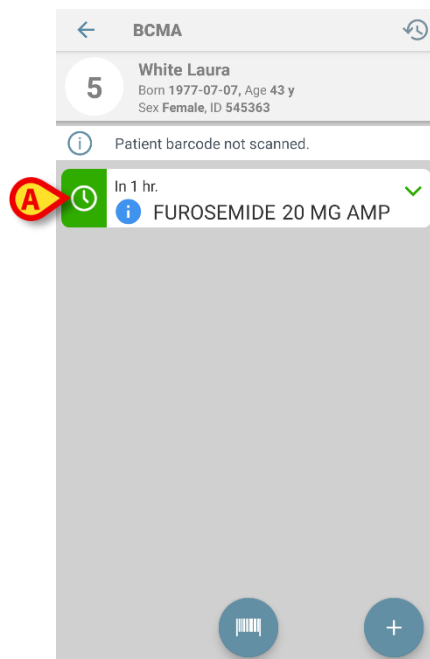 BCMA
5
White Laura
Born 1977-07-07, Age 43 y
Sex Female, ID 545363
i Patient barcode not scanned.
In 1 hr.
A
i FUROSEMIDE 20 MG AMP
+